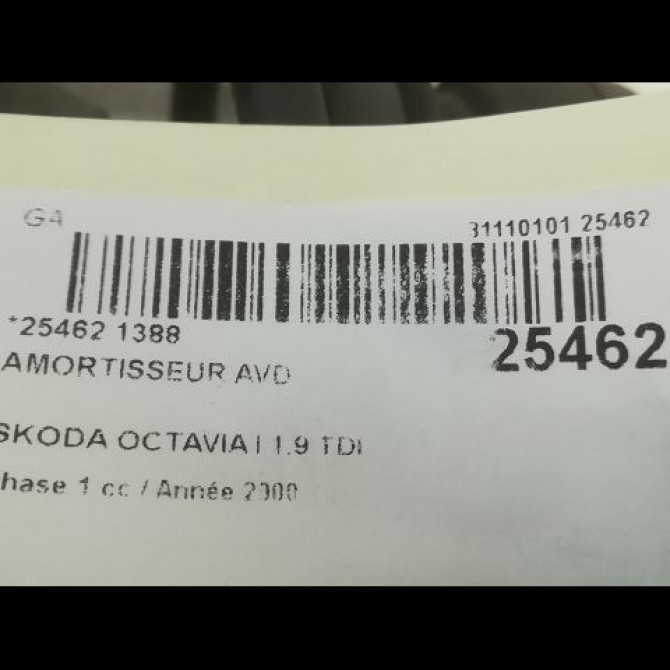 G4
31110101 25462
*25462 1388
25462
AMORTISSEUR AVD
SKODA OCTAVIA I 1.9 TDI
hase 1 cc / Année 2000